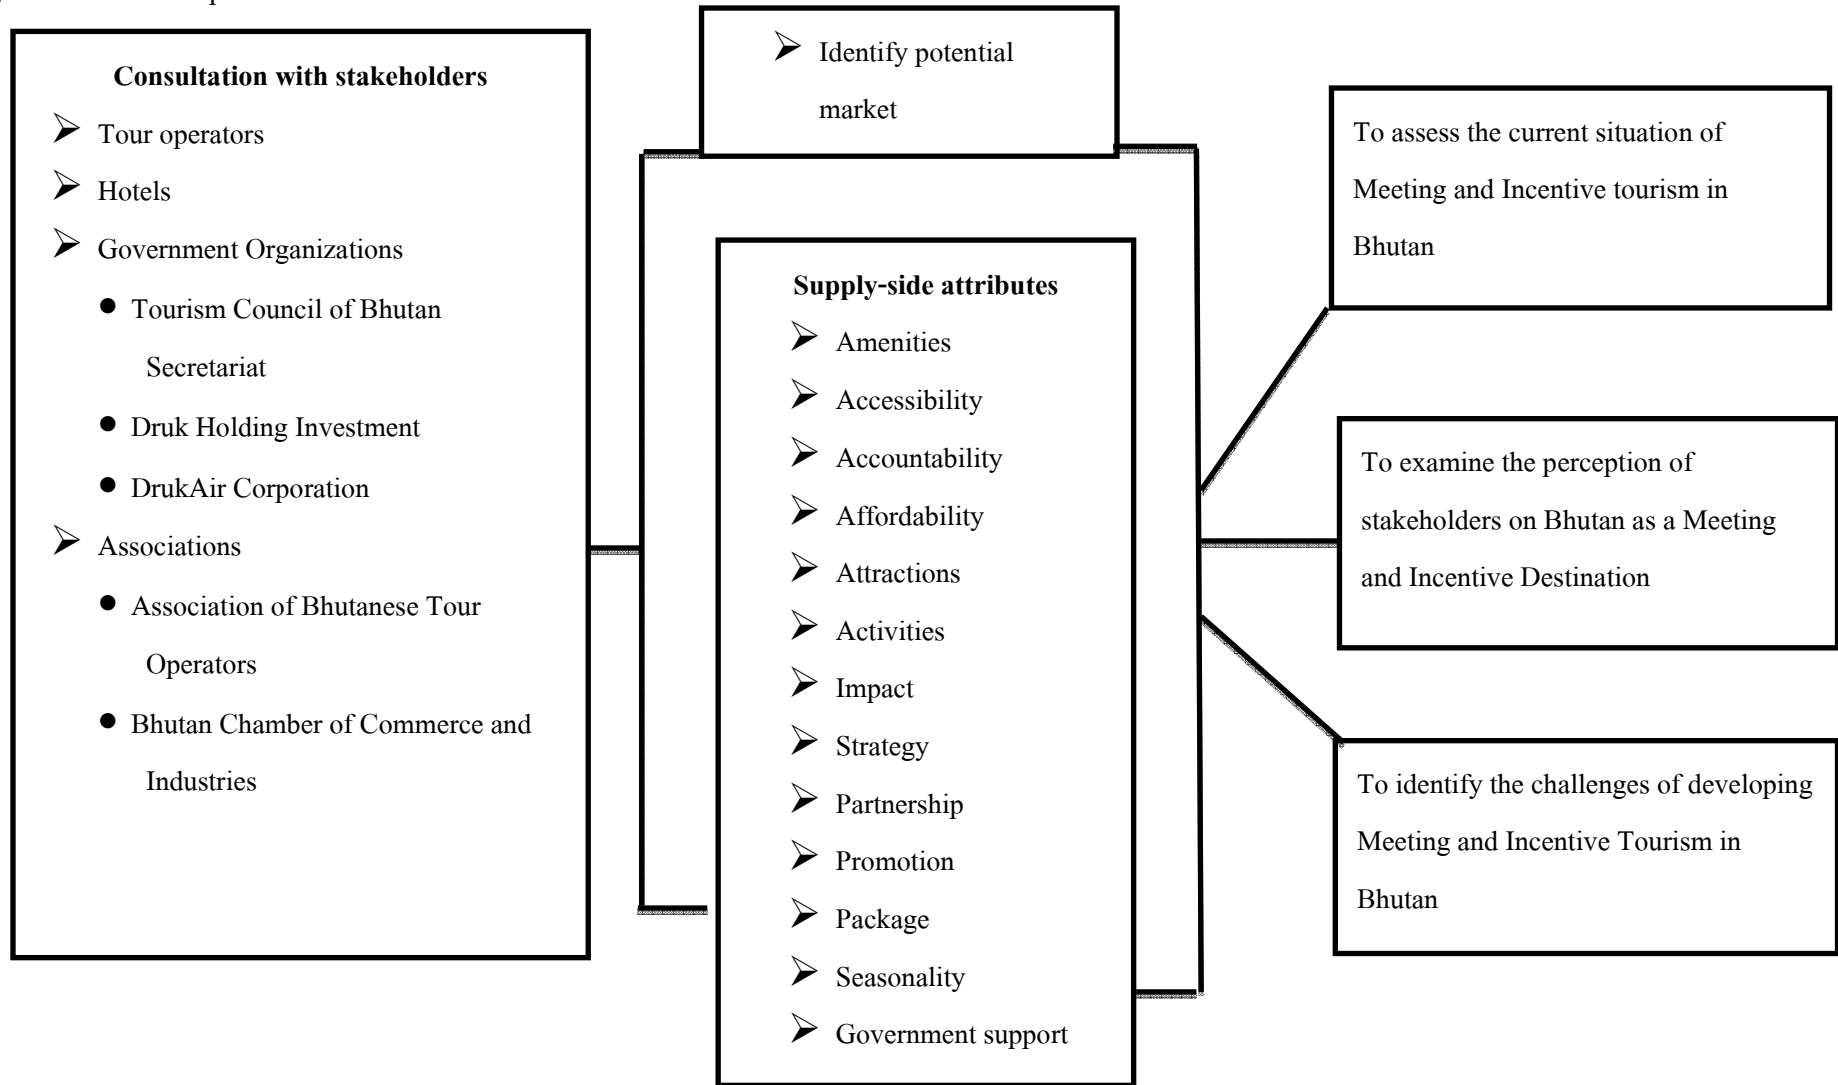 Consultation with stakeholders
➢ Tour operators
➢ Hotels
➢ Government Organizations
● Tourism Council of Bhutan
Secretariat
● Druk Holding Investment
● DrukAir Corporation
➢ Associations
● Association of Bhutanese Tour
Operators
● Bhutan Chamber of Commerce and
Industries
➢ Identify potential
market
Supply-side attributes
➢ Amenities
➢ Accessibility
➢ Accountability
➢ Affordability
➢ Attractions
➢ Activities
➢ Impact
➢ Strategy
➢ Partnership
➢ Promotion
➢ Package
➢ Seasonality
➢ Government support
To assess the current situation of
Meeting and Incentive tourism in
Bhutan
To examine the perception of
stakeholders on Bhutan as a Meeting
and Incentive Destination
To identify the challenges of developing
Meeting and Incentive Tourism in
Bhutan